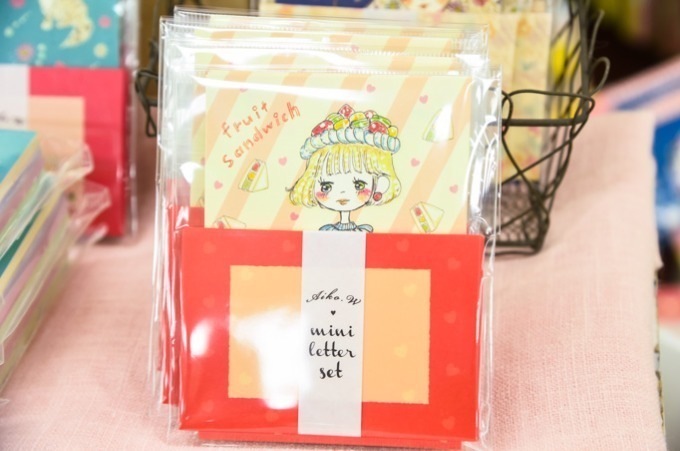 fruit
sandwich
Aiko.W
mini
letter
set